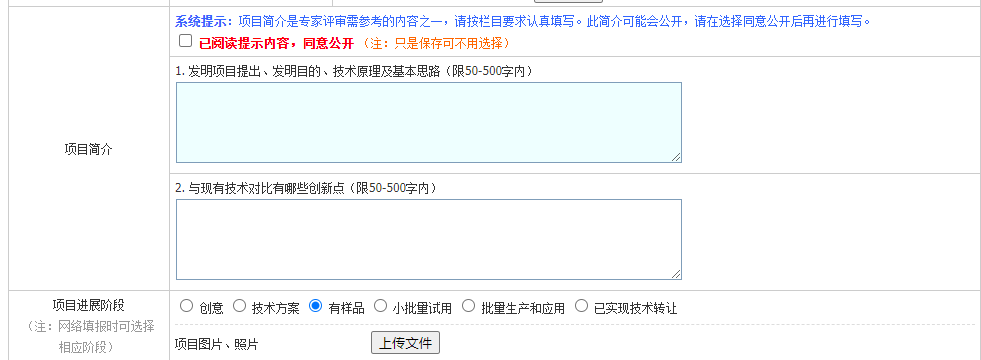 系统提示：项目简介是专家评审需参考的内容之一，请按栏目要求认真填写。此简介可能会公开，请在选择同意公开后再进行填写。
已阅读提示内容，同意公开（注：只是保存可不用选择）
项目简介
1. 发明项目提出、发明目的、技术原理及基本思路（限50-500字内）
2. 与现有技术对比有哪些创新点（限50-500字内）
项目进展阶段
（注：网络填报时可选择
相应阶段）
创意 技术方案 有样品 小批量试用 批量生产和应用 已实现技术转让
项目图片、照片 上传文件